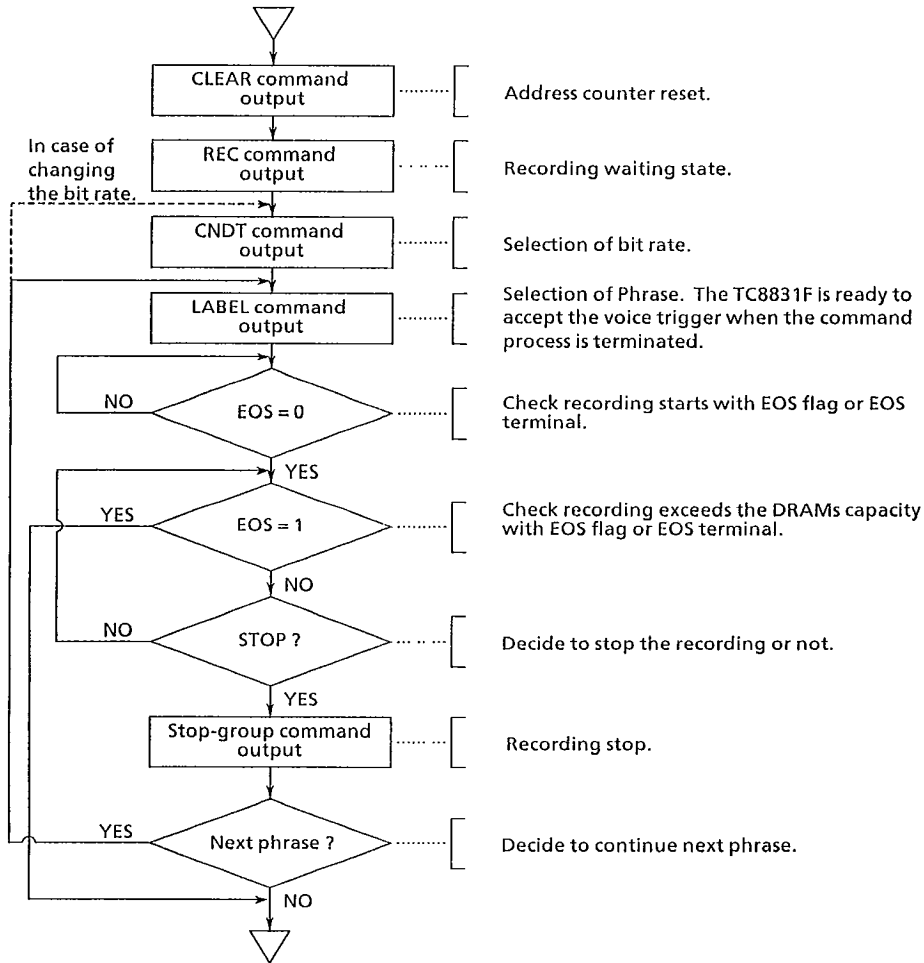 CLEAR command
output
Address counter reset.
In case of
changing
the bit rate.
REC command
output
Recording waiting state.
CNDT command
output
Selection of bit rate.
LABEL command
output
Selection of Phrase. The TC8831F is ready to
accept the voice trigger when the command
process is terminated.
NO
EOS = 0
Check recording starts with EOS flag or EOS
terminal.
YES
YES
EOS = 1
Check recording exceeds the DRAMs capacity
with EOS flag or EOS terminal.
NO
NO
STOP ?
Decide to stop the recording or not.
YES
Stop-group command
output
Recording stop.
YES
Next phrase ?
Decide to continue next phrase.
NO